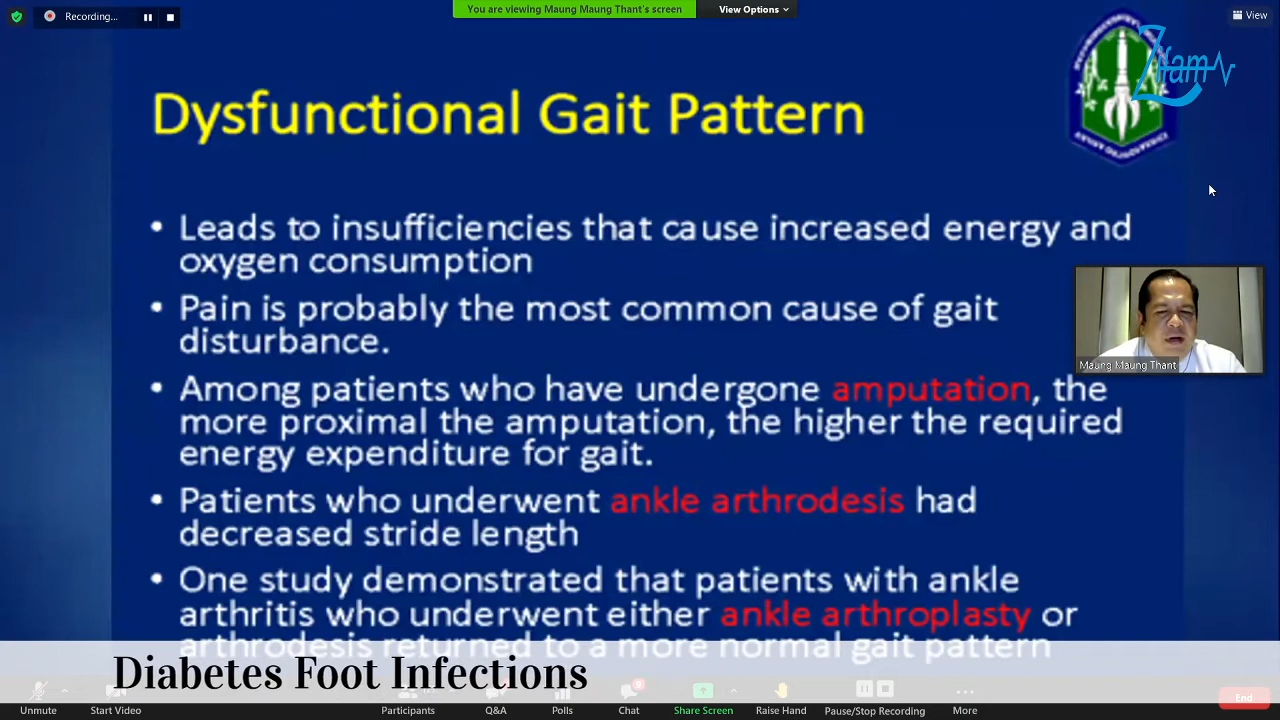 Recording...
You are viewing Maung Maung Thant's screen
View Options
View
Zifam
Dysfunctional Gait Pattern
• Leads to insufficiencies that cause increased energy and
oxygen consumption
• Pain is probably the most common cause of gait
disturbance.
Maung Maung Thant
• Among patients who have undergone amputation, the
more proximal the amputation, the higher the required
energy expenditure for gait.
• Patients who underwent ankle arthrodesis had
decreased stride length
• One study demonstrated that patients with ankle
arthritis who underwent either ankle arthroplasty or
arthrodesis returned to a more normal gait pattern
Diabetes Foot Infections
Unmute
Start Video
Participants
Q&A
Polls
Chat
Share Screen
Raise Hand
Pause/Stop Recording
More
End